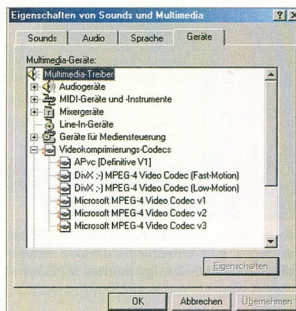 Eigenschaften von Sounds und Multimedia
Sounds Audio Sprache Geräte
Multimedia-Geräte:
Multimedia-Treiber
Audiogeräte
MIDI-Geräte und -Instrumente
Mixergeräte
Line-In-Geräte
Geräte für Mediensteuerung
Videokomprimierungs-Codecs
APvc [Definitive V1]
DivX ;-) MPEG-4 Video Codec (Fast-Motion)
DivX ;-) MPEG-4 Video Codec (Low-Motion)
Microsoft MPEG-4 Video Codec v1
Microsoft MPEG-4 Video Codec v2
Microsoft MPEG-4 Video Codec v3
Eigenschaften
OK Abbrechen Übernehmen